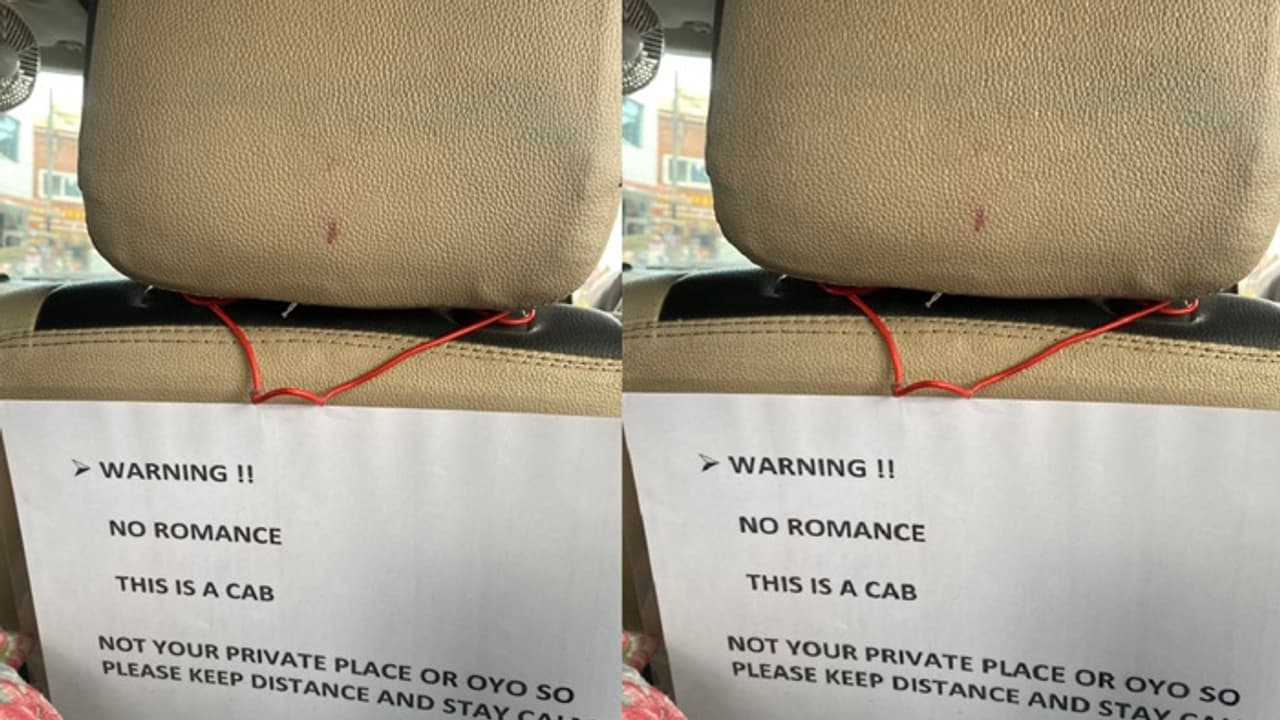 ➢ WARNING !!
NO ROMANCE
THIS IS A CAB
NOT YOUR PRIVATE PLACE OR OYO SO
PLEASE KEEP DISTANCE AND STAY
➢ WARNING !!
NO ROMANCE
THIS IS A CAB
NOT YOUR PRIVATE PLACE OR OYO SO
PLEASE KEEP DISTANCE AND STAY